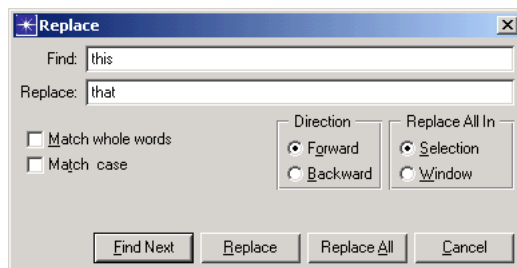 Replace
Find: this
Replace: that
Direction
Replace All In
Match whole words
Forward
Selection
Match case
Backward
Window
Find Next Replace Replace All Cancel